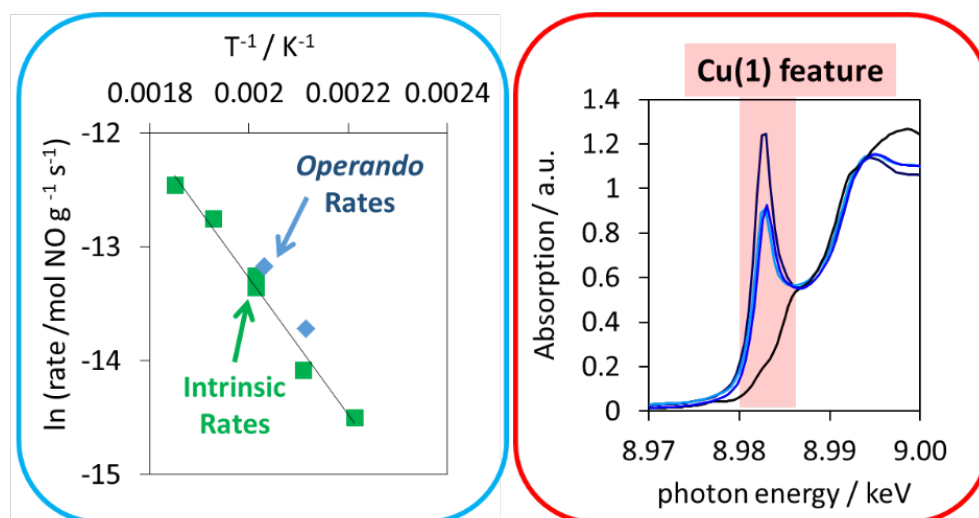 T⁻¹ / K⁻¹
0.0018 0.002 0.0022 0.0024
-12
-13
-14
-15
ln (rate /mol NO g⁻¹ s⁻¹)
Operando
Rates
Intrinsic
Rates
Cu(1) feature
1.4
1.2
1
0.8
0.6
0.4
0.2
0
Absorption / a.u.
8.97 8.98 8.99 9.00
photon energy / keV